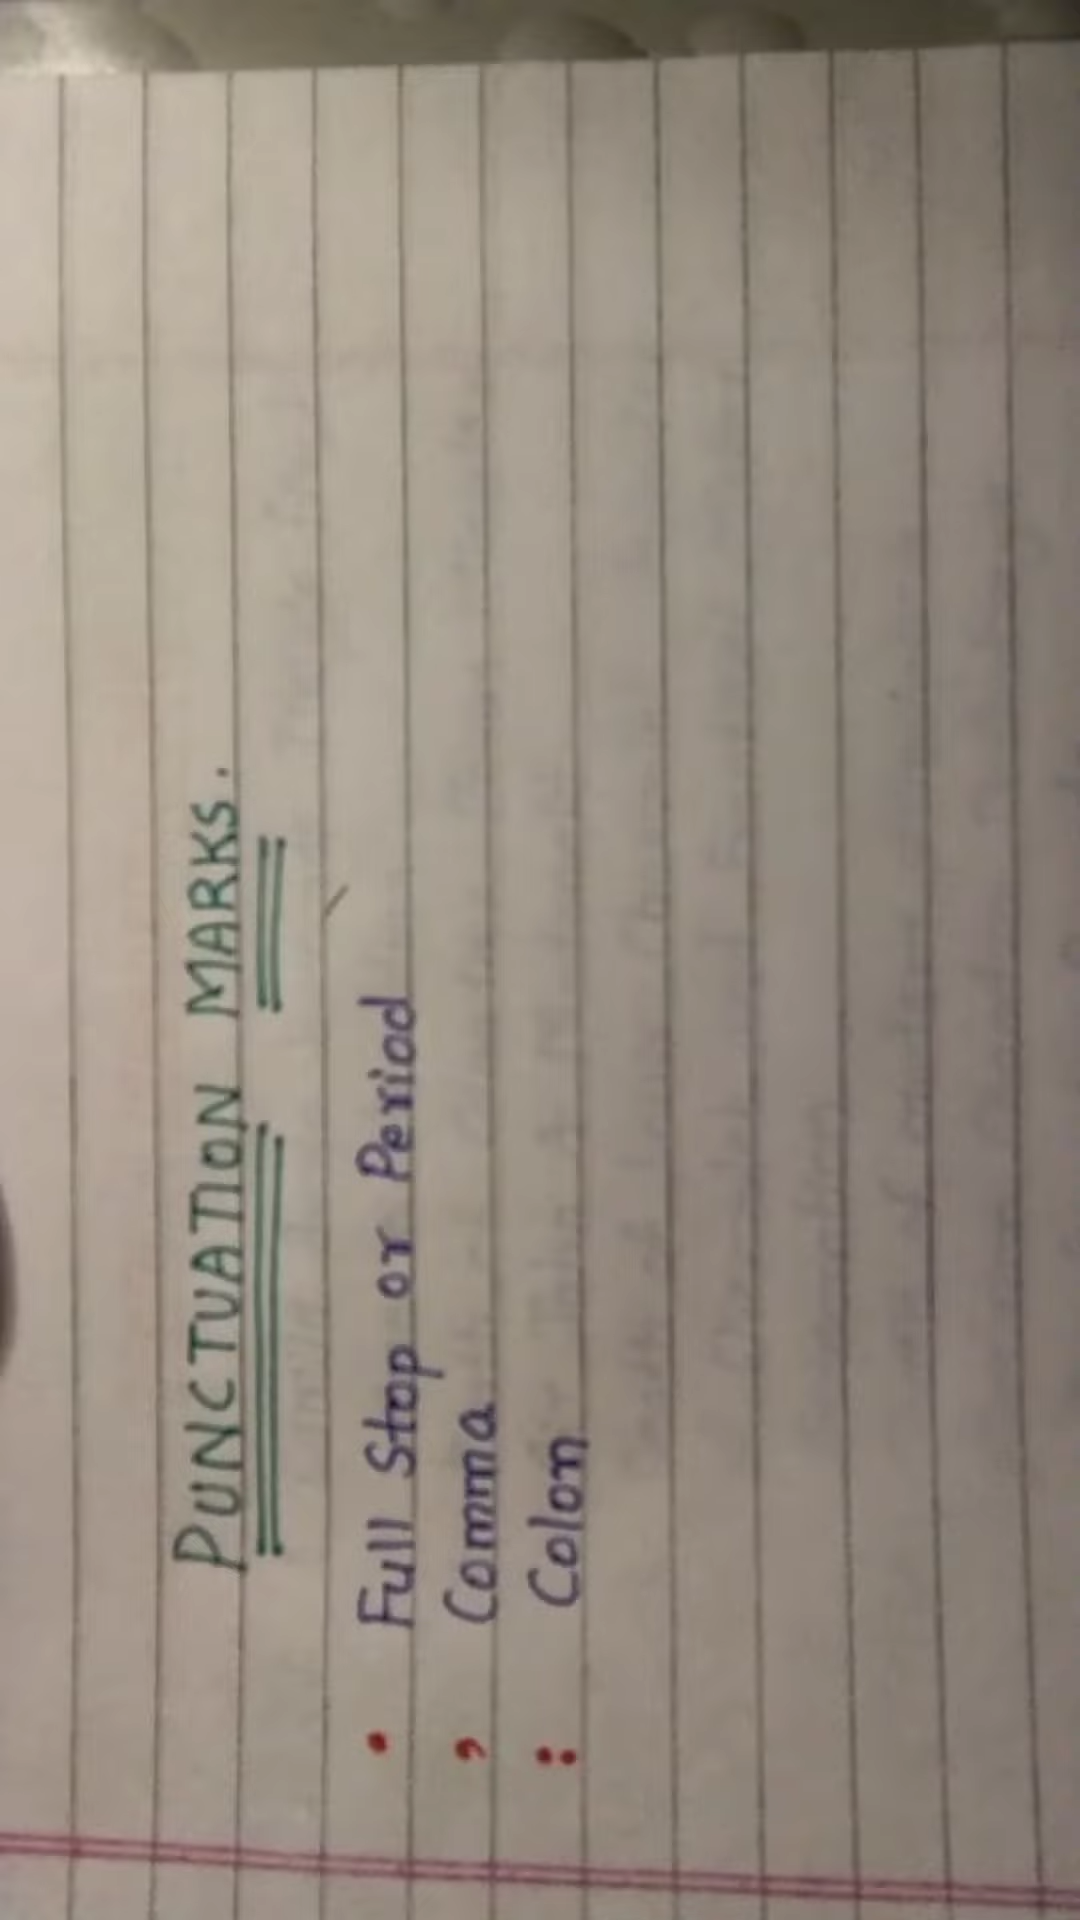 PUNCTUATION MARKS.
. Full Stop or Period
, Comma
: Colon